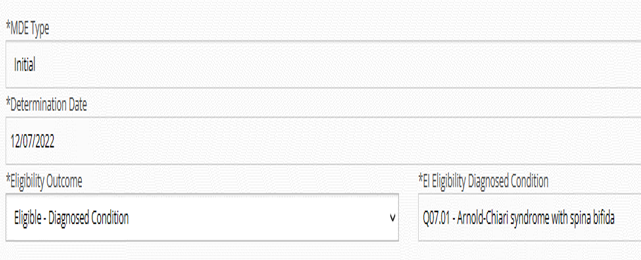 *MDE Type
Initial
*Determination Date
12/07/2022
*Eligibility Outcome
*EI Eligibility Diagnosed Condition
Eligible - Diagnosed Condition
Q07.01 - Arnold-Chiari syndrome with spina bifida